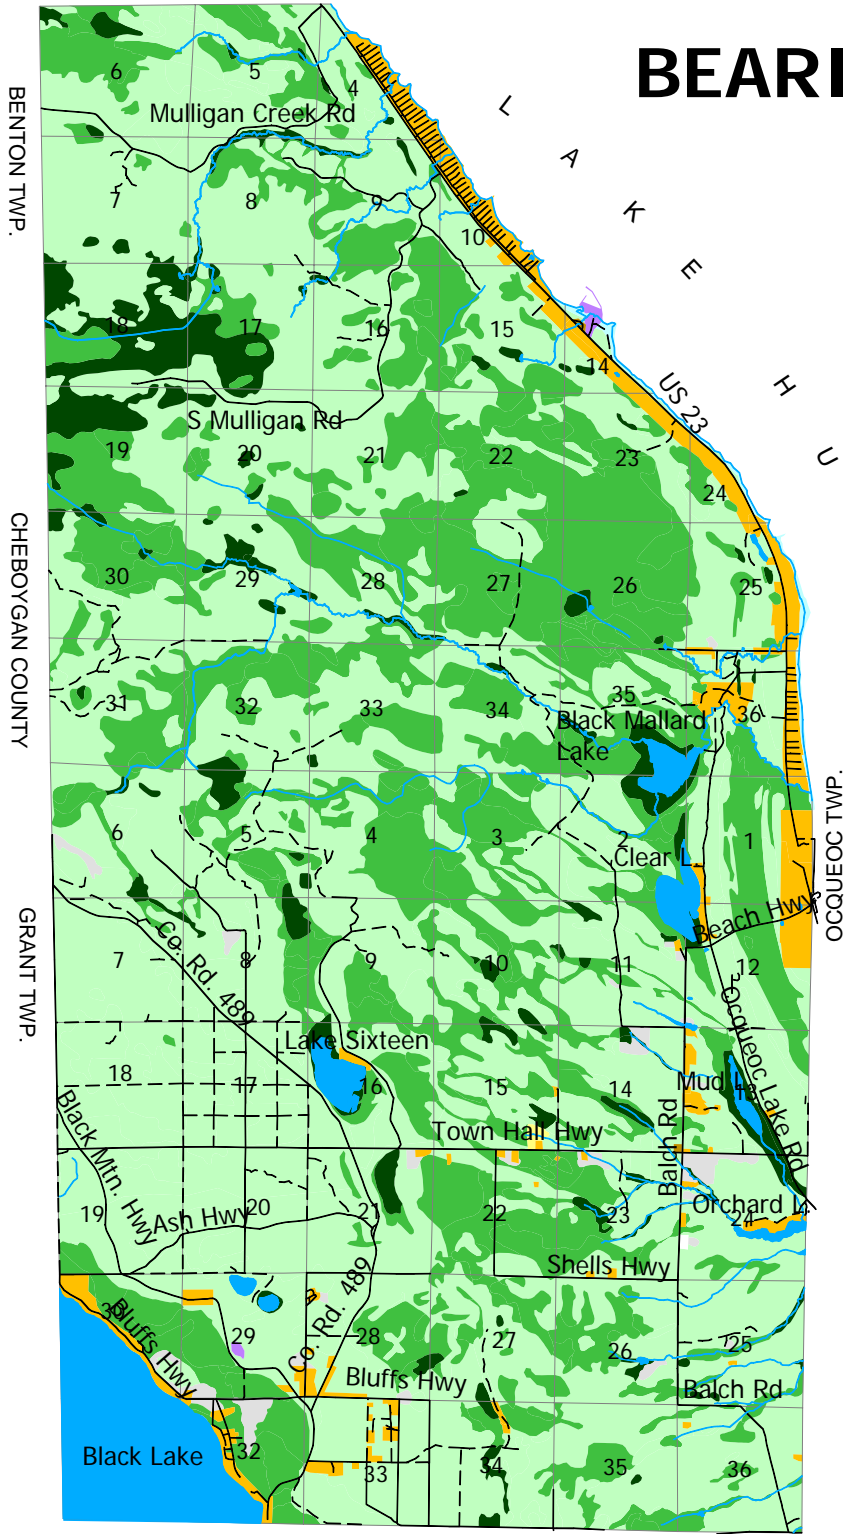 BEARI
L
A
K
E
H
U
US 23
BENTON TWP.
CHEBOYGAN COUNTY
GRANT TWP.
OCQUEOC TWP.
6
5
4
Mulligan Creek Rd
7
8
9
10
18
17
16
15
14
S Mulligan Rd
19
20
21
22
23
24
30
29
28
27
26
25
31
32
33
34
35
36
Black Mallard
Lake
6
5
4
3
2
1
Clear L.
Beach Hwy
7
8
9
10
11
12
Co. Rd. 489
Lake Sixteen
Ocqueoc Lake Rd
18
17
16
15
14
13
Mud L.
Black Mtn. Hwy
Town Hall Hwy
Balch Rd
19
20
21
22
23
24
Ash Hwy
Orchard L.
Shells Hwy
30
29
28
27
26
25
Bluffs Hwy
Co. Rd. 489
Bluffs Hwy
Balch Rd
Black Lake
32
33
34
35
36